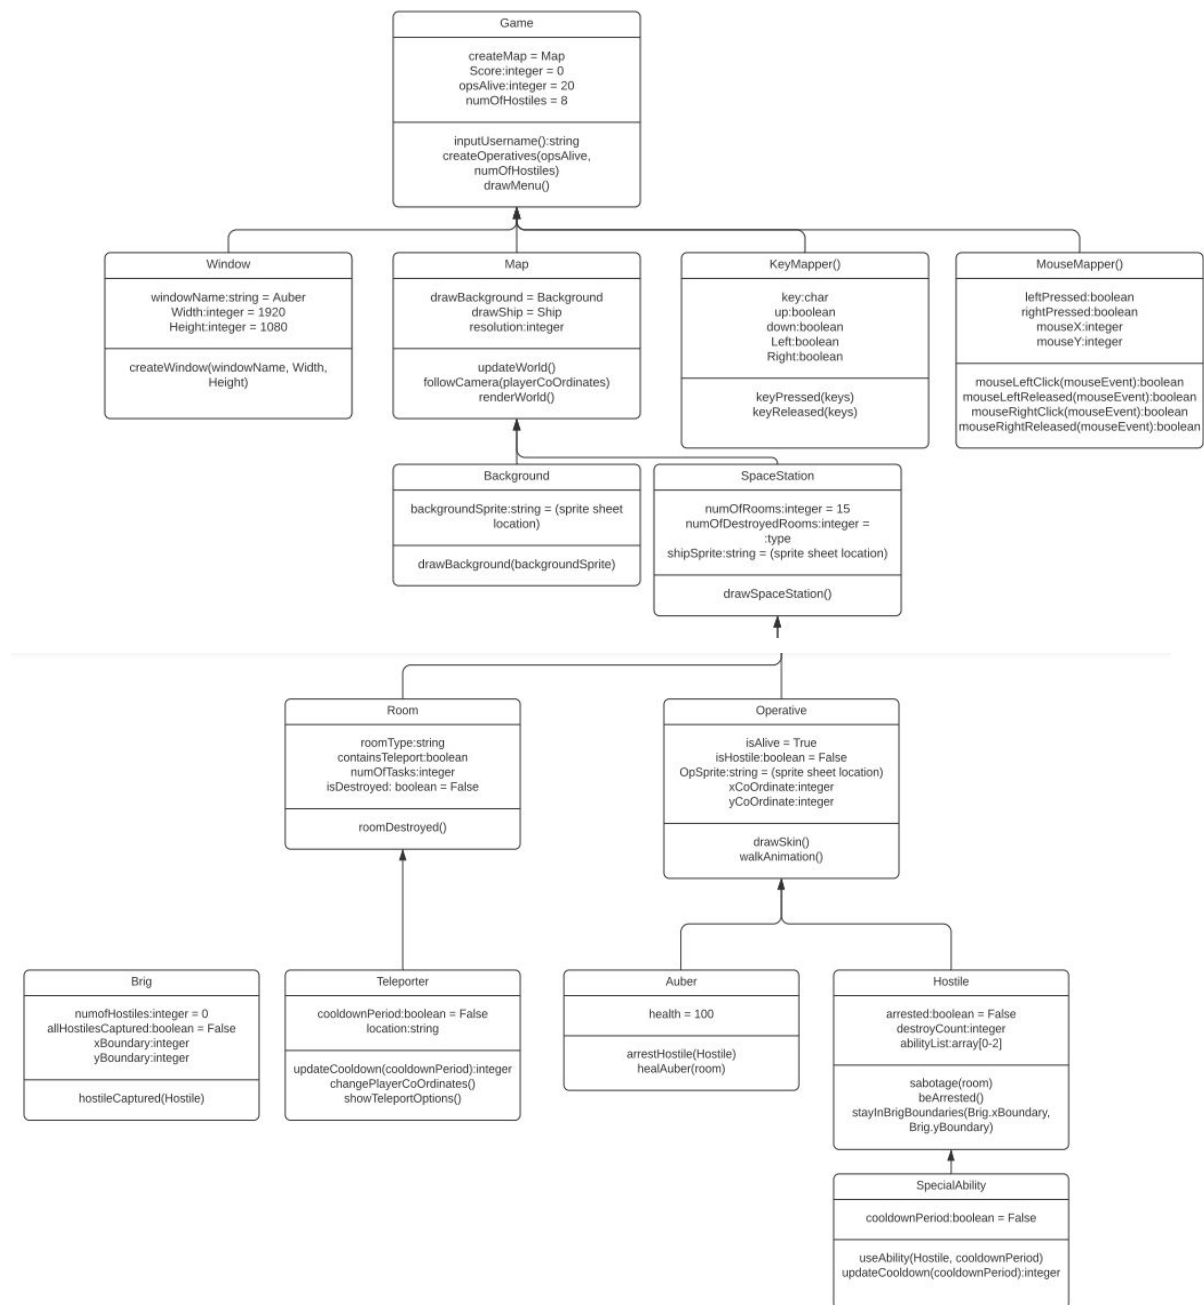 Game
createMap = Map
Score:integer = 0
opsAlive:integer = 20
numOfHostiles = 8
inputUsername():string
createOperatives(opsAlive,
numOfHostiles)
drawMenu()
Window
windowName:string = Auber
Width:integer = 1920
Height:integer = 1080
createWindow(windowName, Width,
Height)
Map
drawBackground = Background
drawShip = Ship
resolution:integer
updateWorld()
followCamera(playerCoOrdinates)
renderWorld()
KeyMapper()
key:char
up:boolean
down:boolean
Left:boolean
Right:boolean
keyPressed(keys)
keyReleased(keys)
MouseMapper()
leftPressed:boolean
rightPressed:boolean
mouseX:integer
mouseY:integer
mouseLeftClick(mouseEvent):boolean
mouseLeftReleased(mouseEvent):boolean
mouseRightClick(mouseEvent):boolean
mouseRightReleased(mouseEvent):boolean
Background
backgroundSprite:string = (sprite sheet
location)
drawBackground(backgroundSprite)
SpaceStation
numOfRooms:integer = 15
numOfDestroyedRooms:integer =
:type
shipSprite:string = (sprite sheet location)
drawSpaceStation()
Room
roomType:string
containsTeleport:boolean
numOfTasks:integer
isDestroyed: boolean = False
roomDestroyed()
Operative
isAlive = True
isHostile:boolean = False
OpSprite:string = (sprite sheet location)
xCoOrdinate:integer
yCoOrdinate:integer
drawSkin()
walkAnimation()
Brig
numofHostiles:integer = 0
allHostilesCaptured:boolean = False
xBoundary:integer
yBoundary:integer
hostileCaptured(Hostile)
Teleporter
cooldownPeriod:boolean = False
location:string
updateCooldown(cooldownPeriod):integer
changePlayerCoOrdinates()
showTeleportOptions()
Auber
health = 100
arrestHostile(Hostile)
healAuber(room)
Hostile
arrested:boolean = False
destroyCount:integer
abilityList:array[0-2]
sabotage(room)
beArrested()
stayInBrigBoundaries(Brig.xBoundary,
Brig.yBoundary)
SpecialAbility
cooldownPeriod:boolean = False
useAbility(Hostile, cooldownPeriod)
updateCooldown(cooldownPeriod):integer